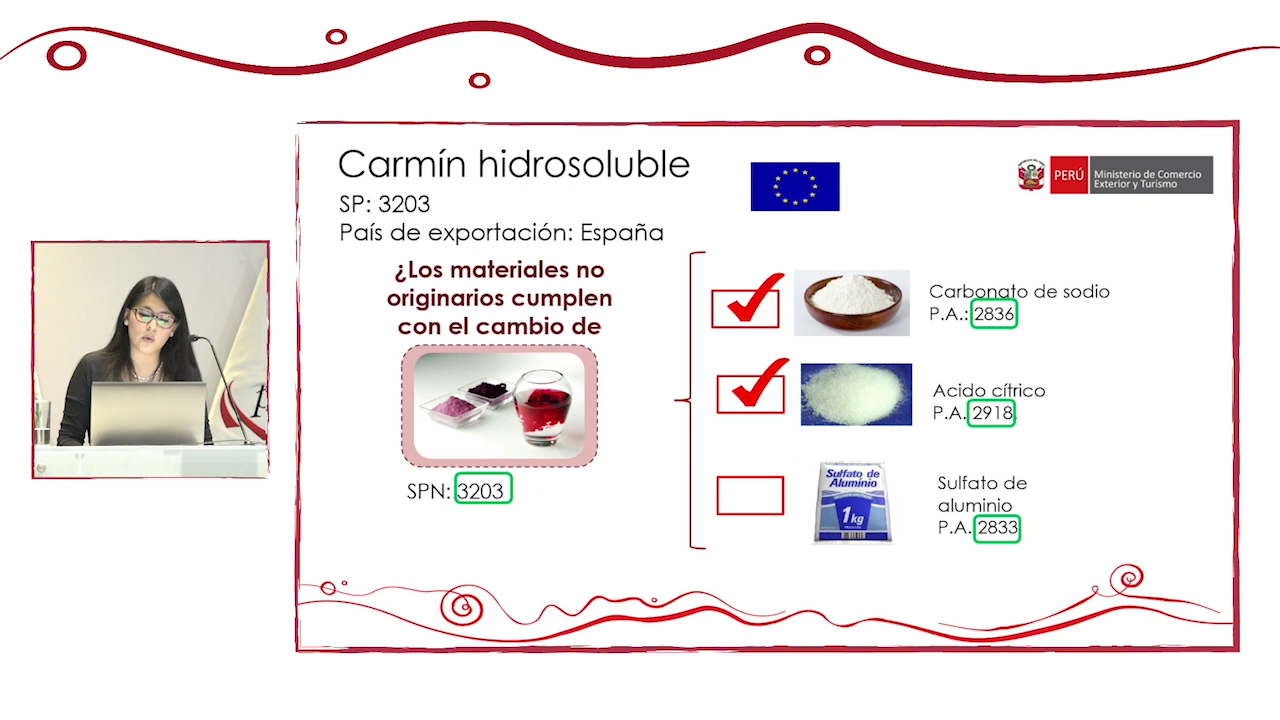 Carmín hidrosoluble
SP: 3203
País de exportación: España
PERÚ
Ministerio de Comercio
Exterior y Turismo
¿Los materiales no
originarios cumplen
con el cambio de
SPN: 3203
Carbonato de sodio
P.A.: 2836
Acido cítrico
P.A. 2918
Sulfato de
Aluminio
1kg
Sulfato de
aluminio
P.A. 2833